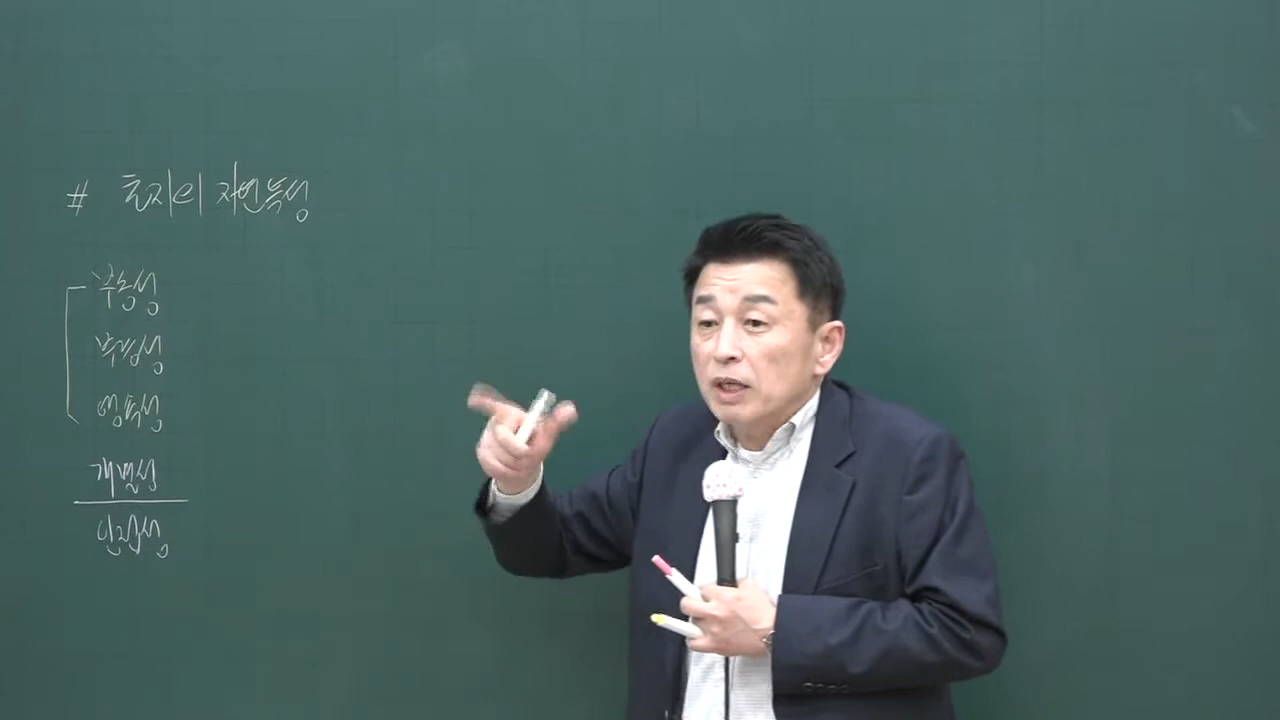 # 토지의 자연특성
부동성
부증성
영속성
개별성
인접성